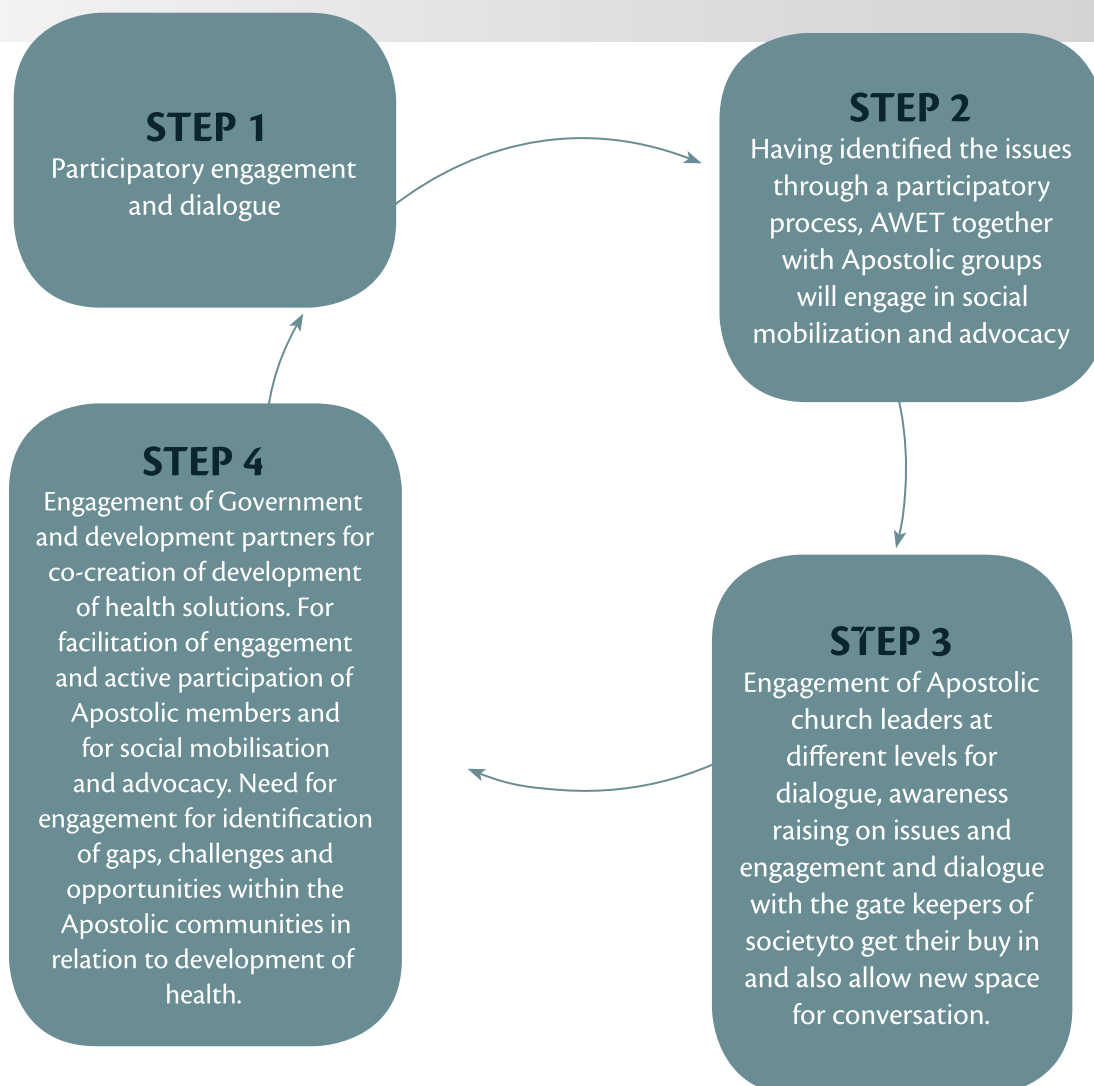 STEP 1
Participatory engagement
and dialogue
STEP 2
Having identified the issues
through a participatory
process, AWET together
with Apostolic groups
will engage in social
mobilization and advocacy
STEP 3
Engagement of Apostolic
church leaders at
different levels for
dialogue, awareness
raising on issues and
engagement and dialogue
with the gate keepers of
societyto get their buy in
and also allow new space
for conversation.
STEP 4
Engagement of Government
and development partners for
co-creation of development
of health solutions. For
facilitation of engagement
and active participation of
Apostolic members and
for social mobilisation
and advocacy. Need for
engagement for identification
of gaps, challenges and
opportunities within the
Apostolic communities in
relation to development of
health.